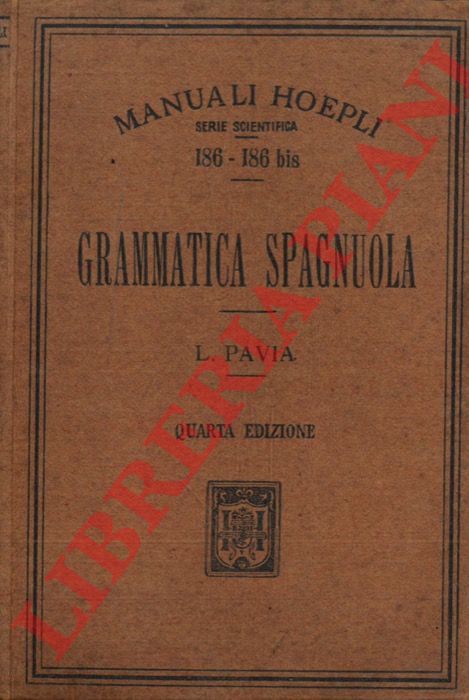 MANUALI HOEPLI
SERIE SCIENTIFICA
186 - 186 bis
GRAMMATICA SPAGNUOLA
L. PAVIA
QUARTA EDIZIONE
LIBRERIA PIANI